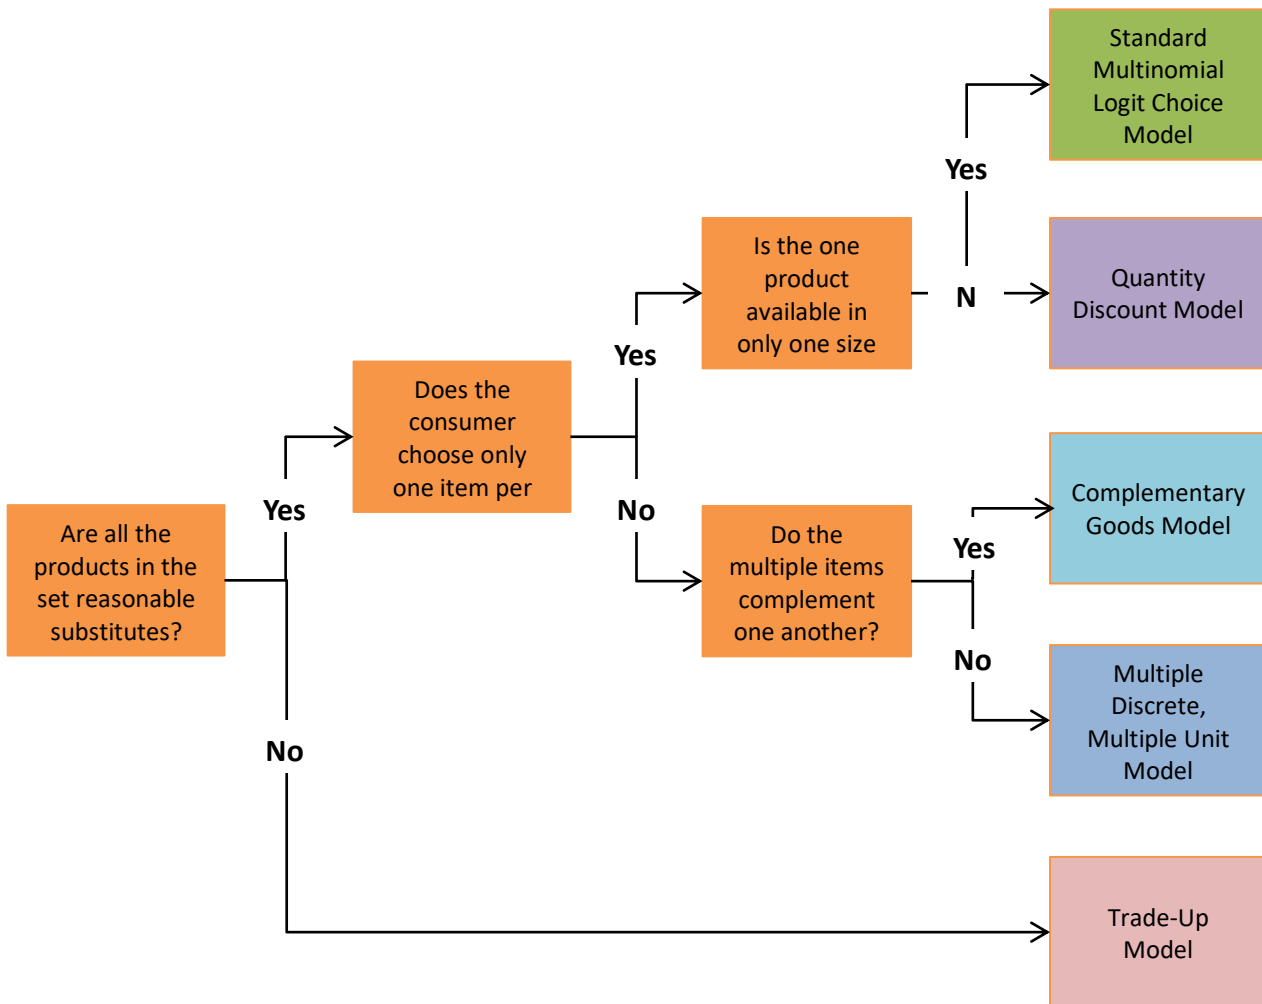 Standard
Multinomial
Logit Choice
Model
Yes
Is the one
product
available in
only one size
N
Quantity
Discount Model
Yes
Does the
consumer
choose only
one item per
Yes
No
Complementary
Goods Model
Are all the
products in the
set reasonable
substitutes?
Do the
multiple items
complement
one another?
Yes
No
Multiple
Discrete,
Multiple Unit
Model
No
Trade-Up
Model